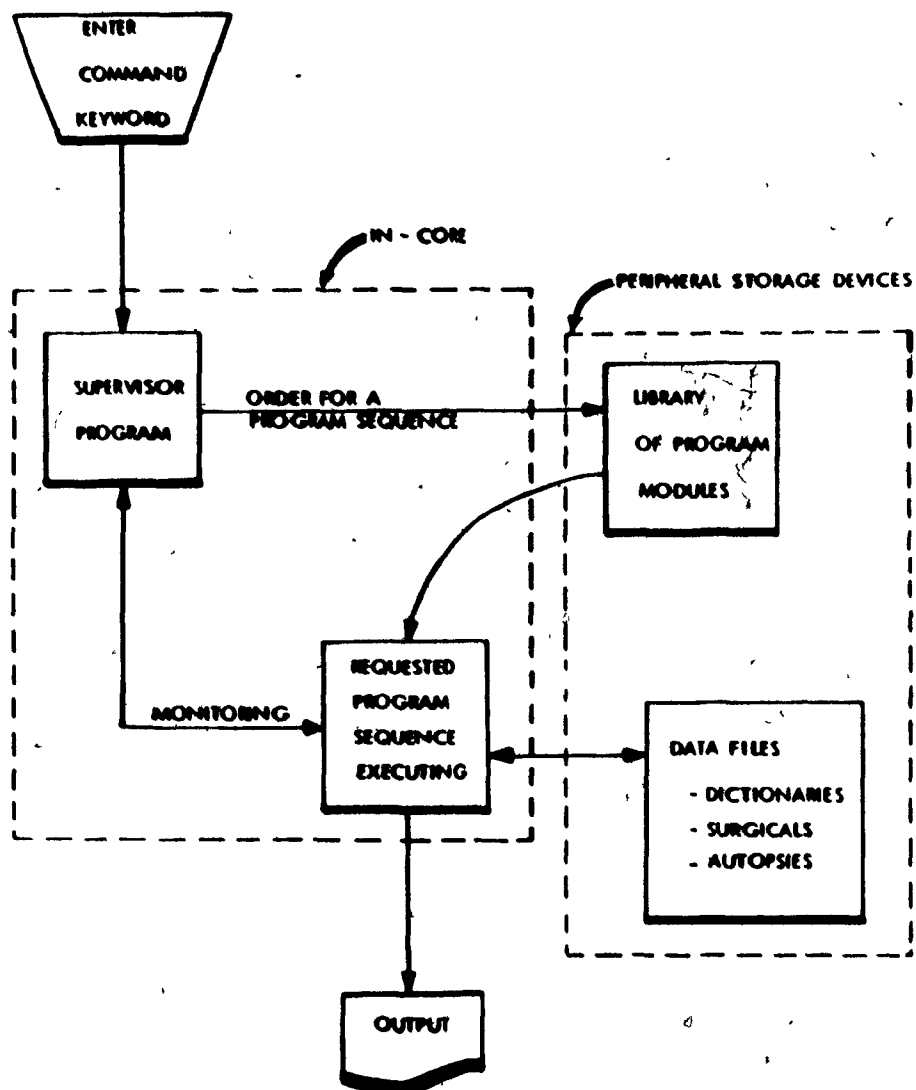 ENTER
COMMAND
KEYWORD
IN - CORE
PERIPHERAL STORAGE DEVICES
SUPERVISOR
PROGRAM
ORDER FOR A
PROGRAM SEQUENCE
LIBRARY
OF PROGRAM
MODULES
REQUESTED
PROGRAM
SEQUENCE
EXECUTING
MONITORING
DATA FILES
- DICTIONARIES
- SURGICALS
- AUTOPSIES
OUTPUT